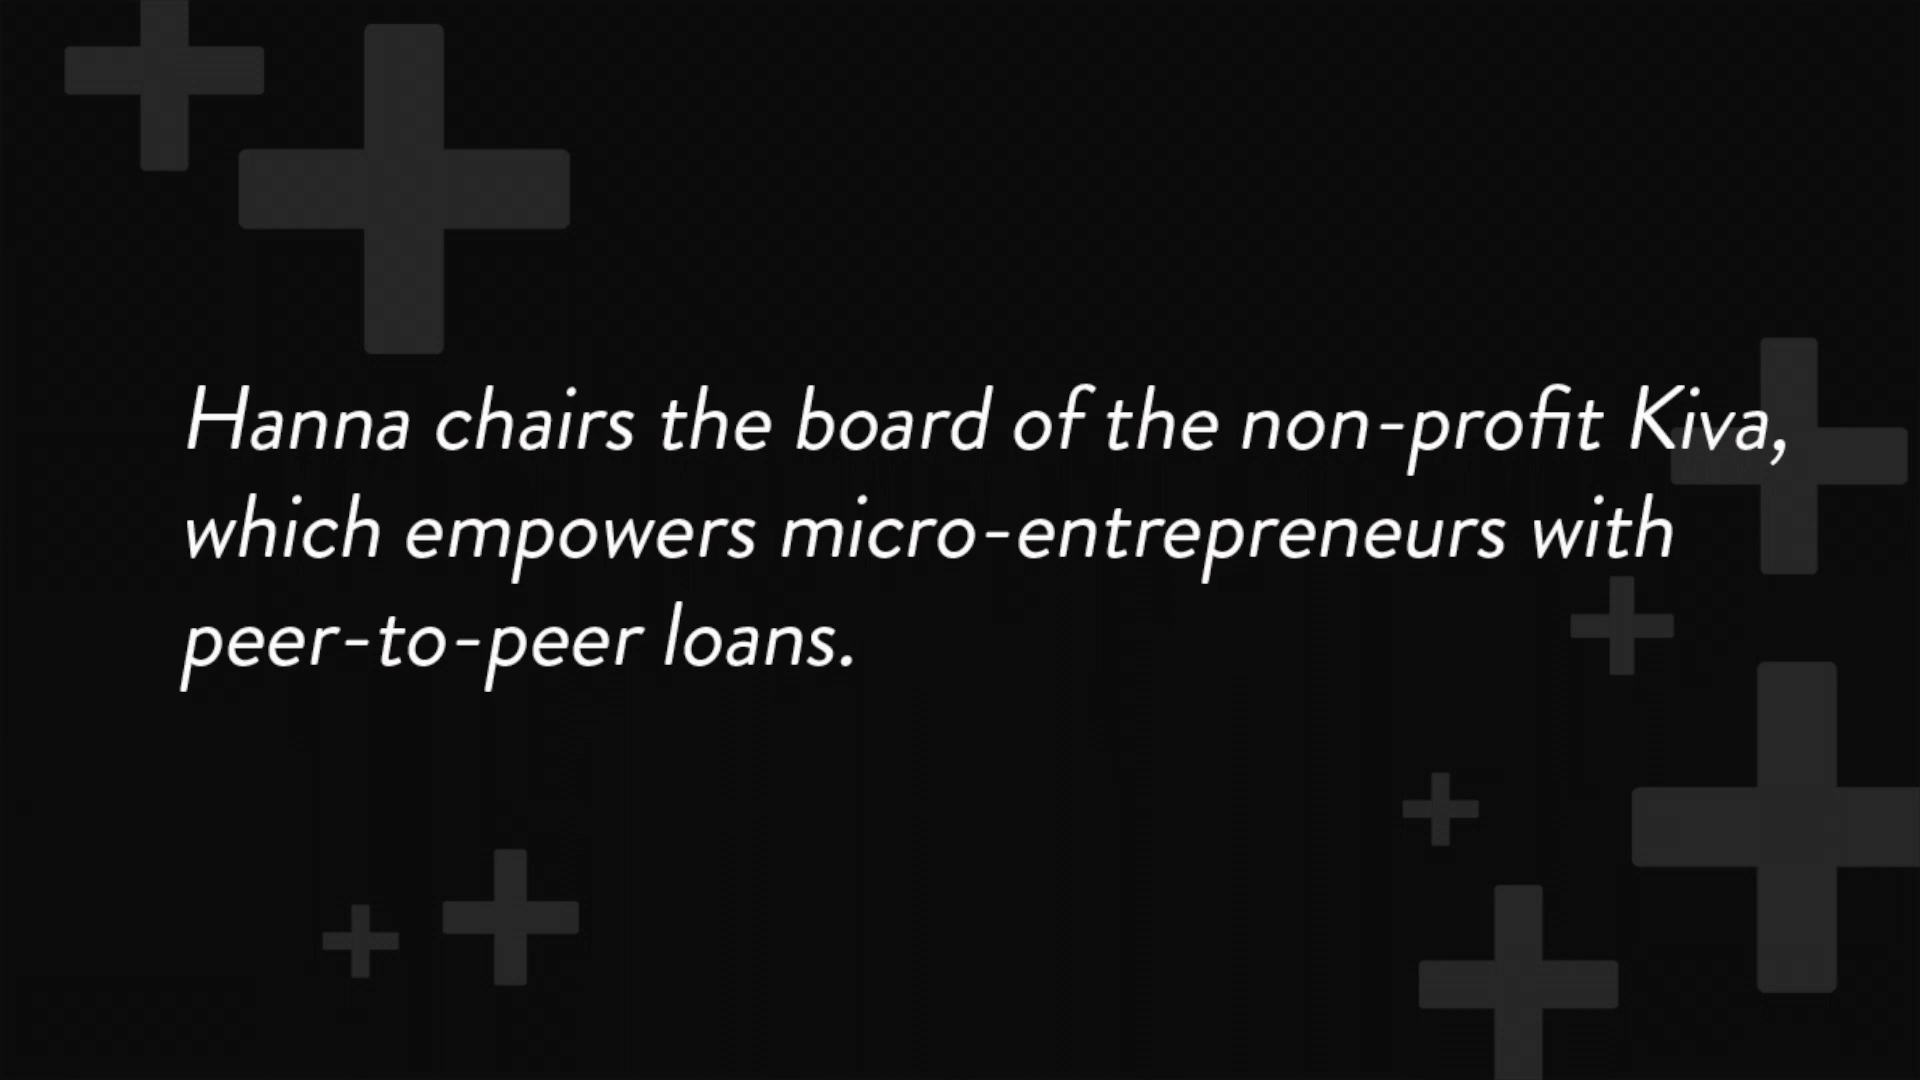 Hanna chairs the board of the non-profit Kiva,
which empowers micro-entrepreneurs with
peer-to-peer loans.